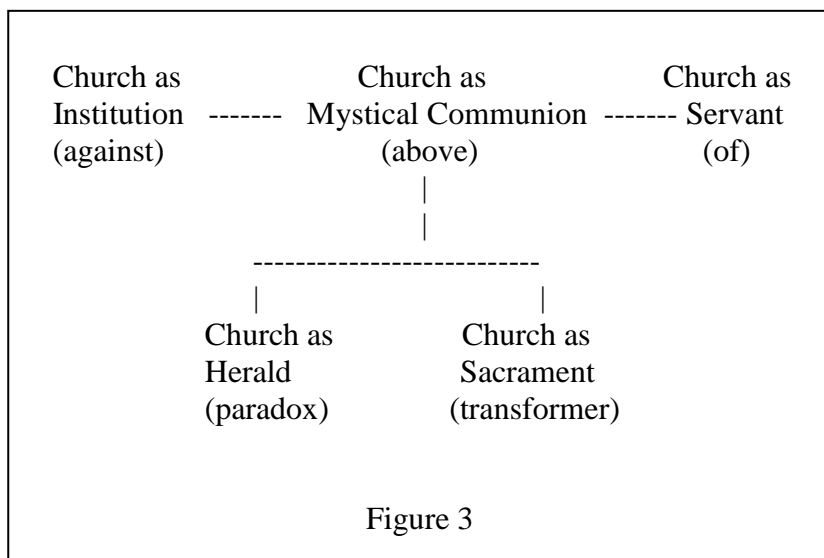 Church as Church as Church as
Institution ------- Mystical Communion ------- Servant
(against) (above) (of)
|
|
---------------------------
| |
Church as Church as
Herald Sacrament
(paradox) (transformer)
Figure 3